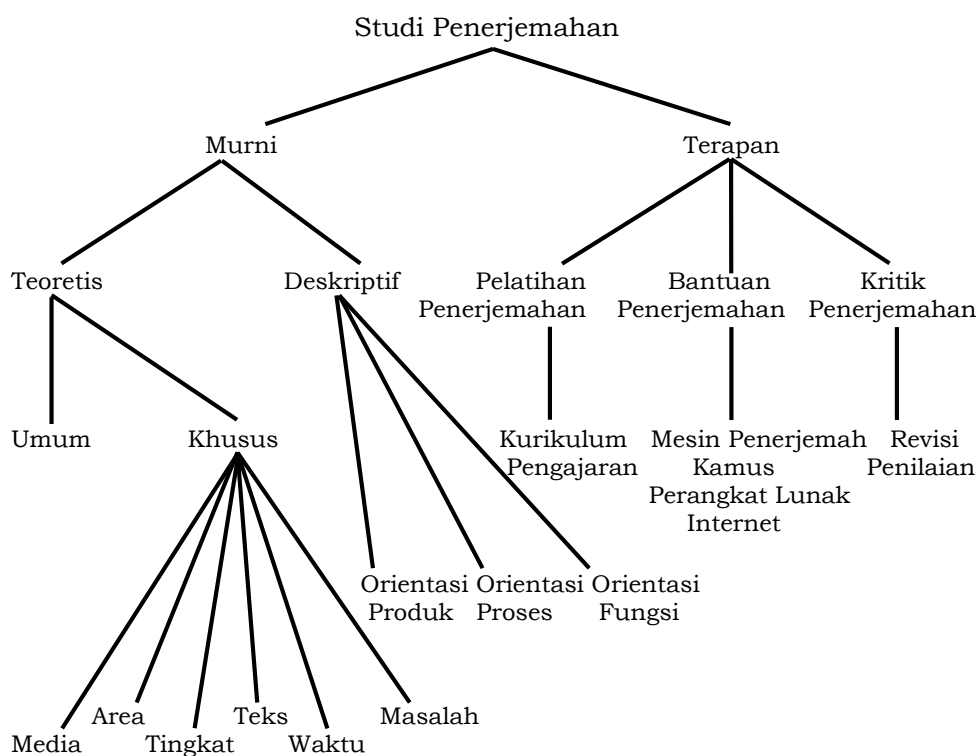 Studi Penerjemahan
Murni
Terapan
Teoretis
Deskriptif
Pelatihan
Penerjemahan
Bantuan
Penerjemahan
Kritik
Penerjemahan
Umum
Khusus
Kurikulum
Pengajaran
Mesin Penerjemah
Kamus
Perangkat Lunak
Internet
Revisi
Penilaian
Orientasi
Produk
Orientasi
Proses
Orientasi
Fungsi
Media
Area
Tingkat
Teks
Waktu
Masalah